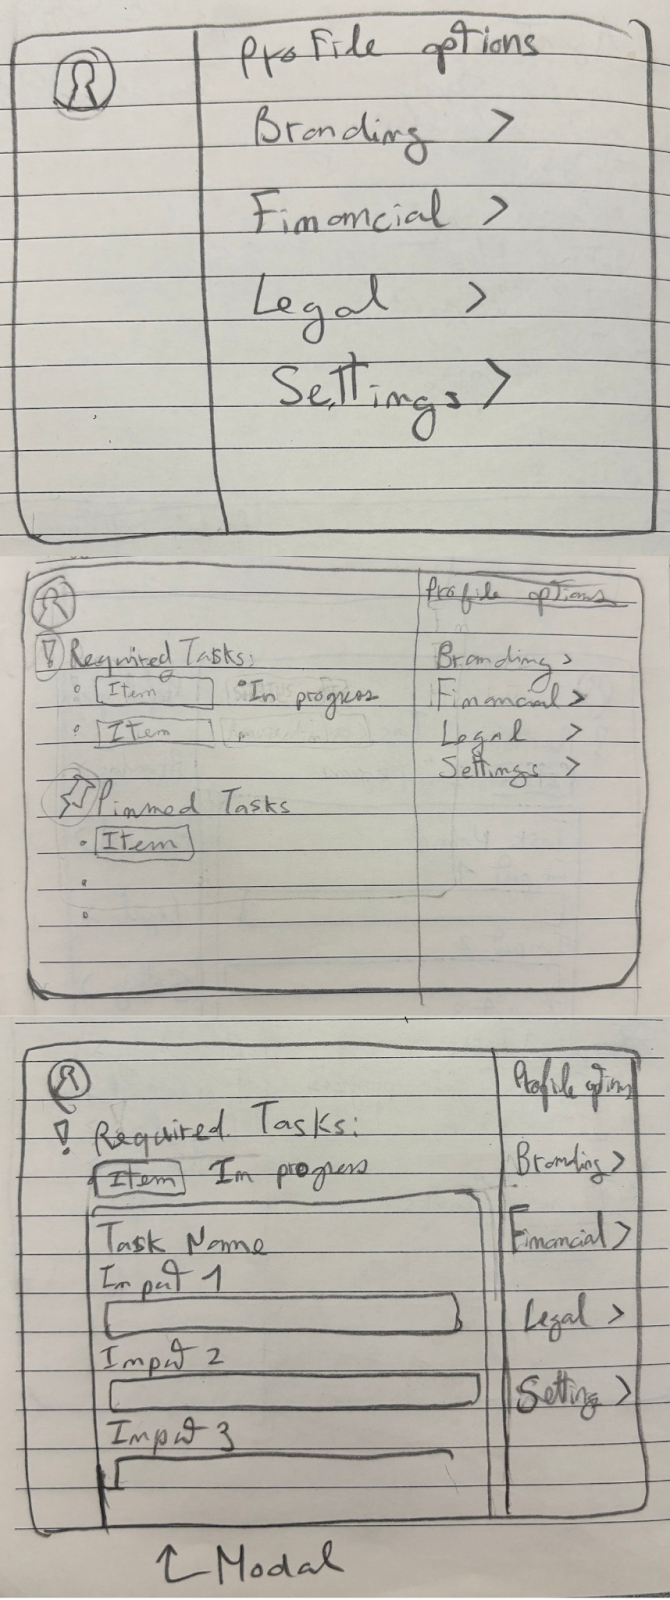 Profile options
Branding >
Financial >
Legal >
Settings >
Profile options
! Required Tasks:
Item • In progress
Item
Branding >
Financial >
Legal >
Settings >
Pinned Tasks
Item
Profile option
! Required Tasks:
Item In progress
Task Name
Input 1
Input 2
Input 3
Branding >
Financial >
Legal >
Setting >
Modal